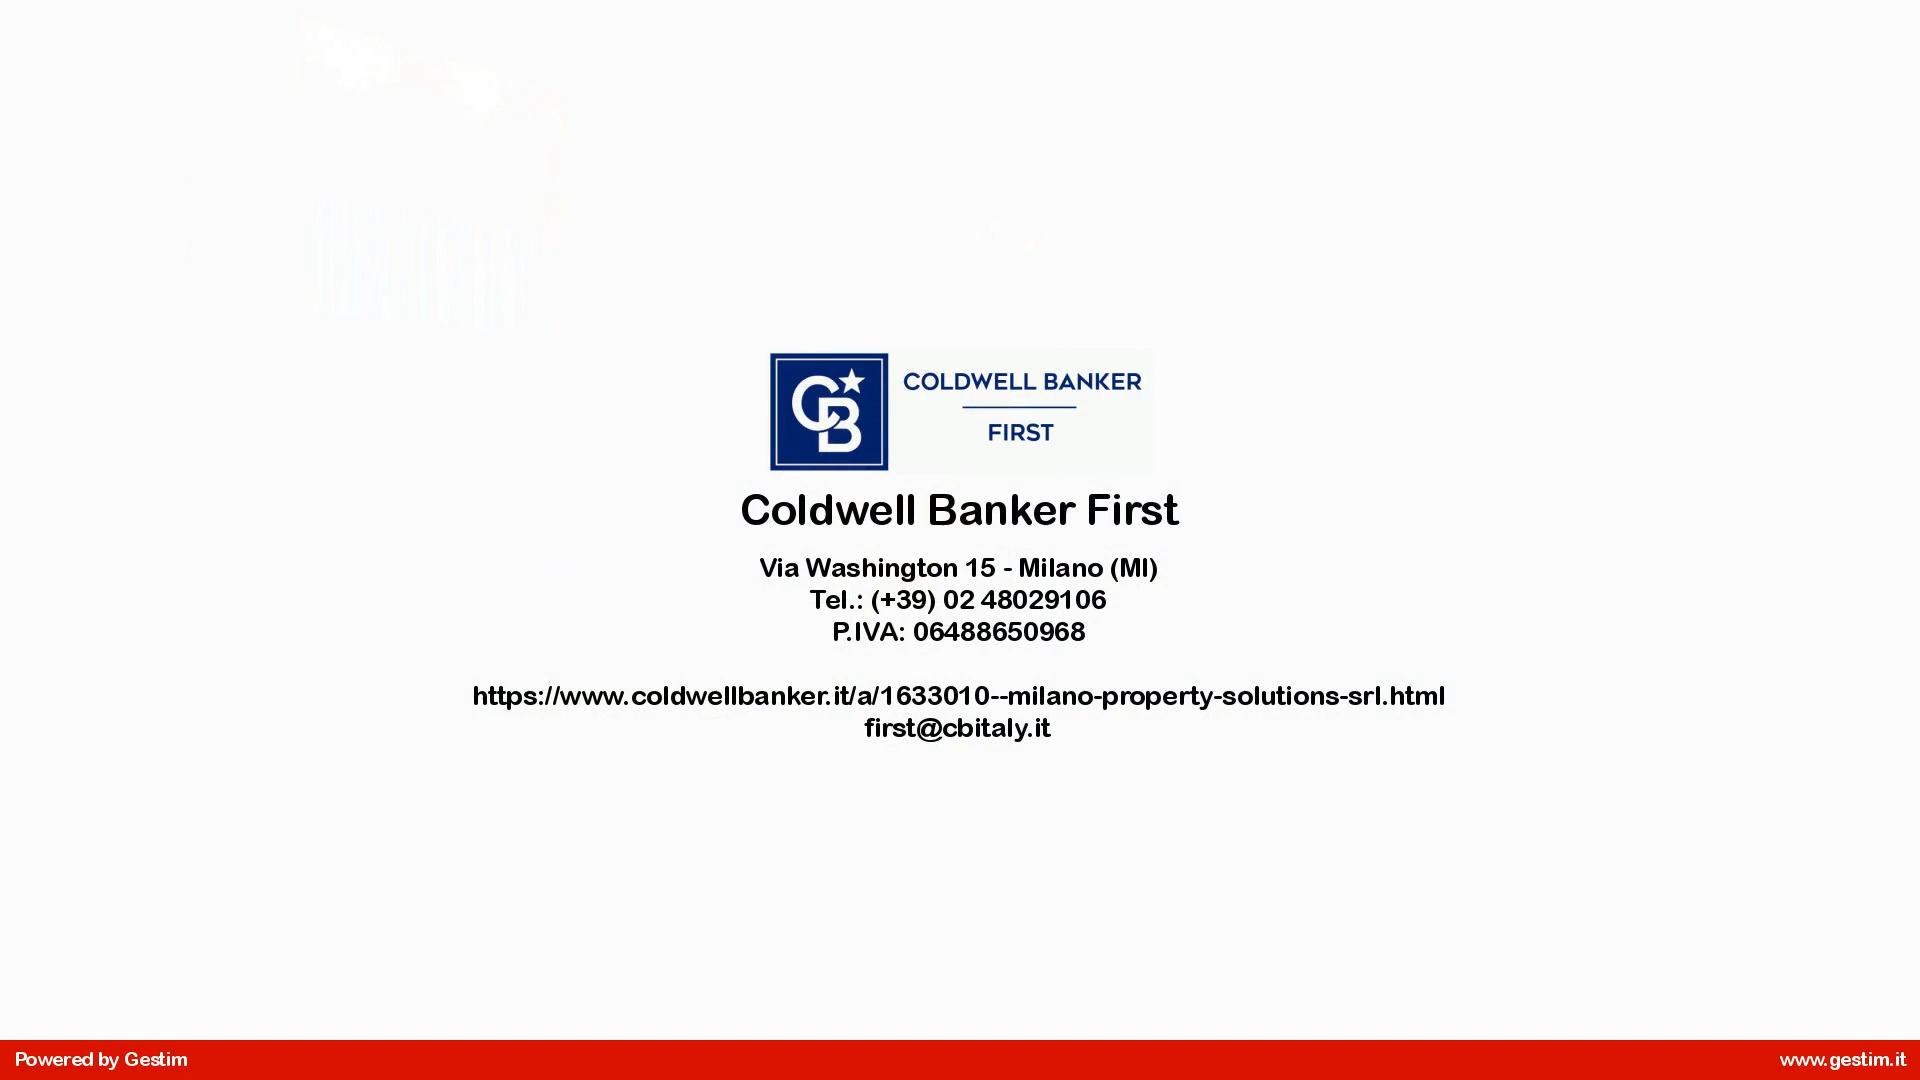 COLDWELL BANKER
FIRST
Coldwell Banker First
Via Washington 15 - Milano (MI)
Tel.: (+39) 02 48029106
P.IVA: 06488650968
https://www.coldwellbanker.it/a/1633010--milano-property-solutions-srl.html
first@cbitaly.it
Powered by Gestim
www.gestim.it